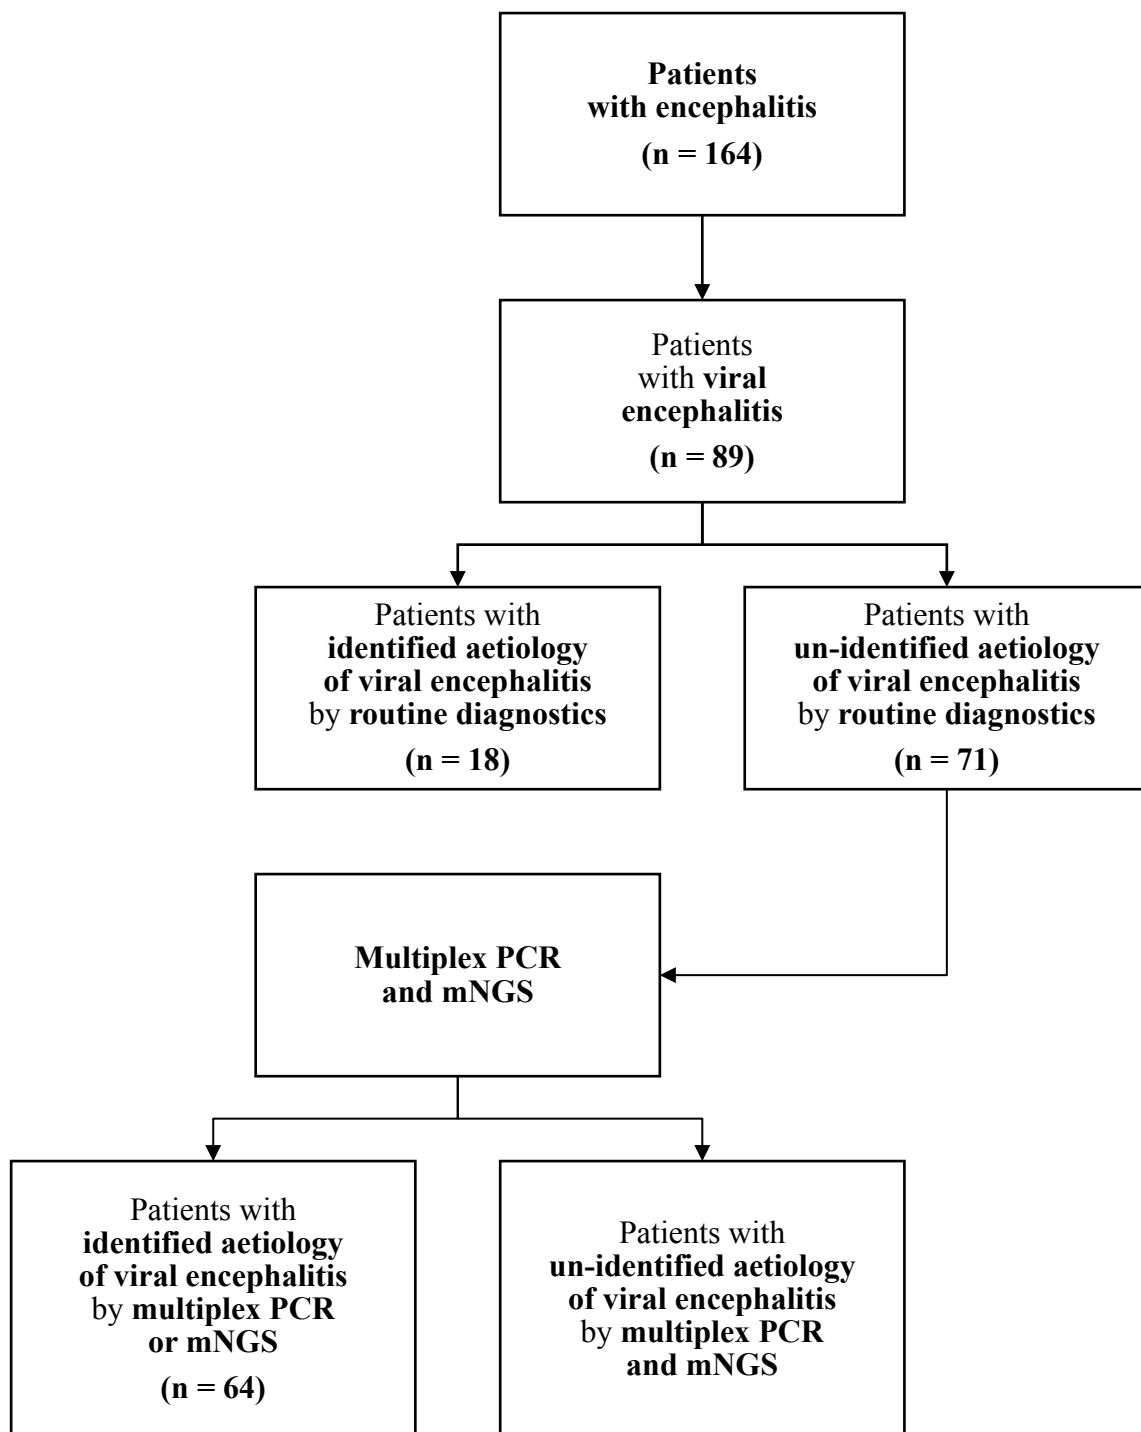 Patients
with encephalitis
(n = 164)
Patients
with viral
encephalitis
(n = 89)
Patients with
identified aetiology
of viral encephalitis
by routine diagnostics
(n = 18)
Patients with
un-identified aetiology
of viral encephalitis
by routine diagnostics
(n = 71)
Multiplex PCR
and mNGS
Patients with
identified aetiology
of viral encephalitis
by multiplex PCR
or mNGS
(n = 64)
Patients with
un-identified aetiology
of viral encephalitis
by multiplex PCR
and mNGS